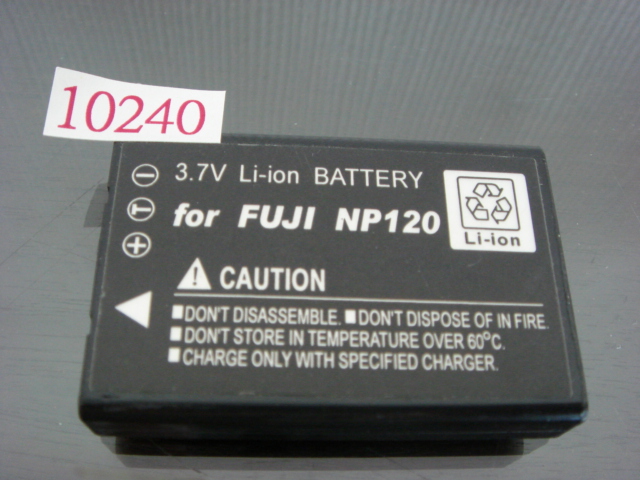 10240
3.7V Li-ion BATTERY
T
for FUJI NP120
Li-ion
CAUTION
■DON'T DISASSEMBLE. ■DON'T DISPOSE OF IN FIRE.
■DON'T STORE IN TEMPERATURE OVER 60°C.
■CHARGE ONLY WITH SPECIFIED CHARGER.